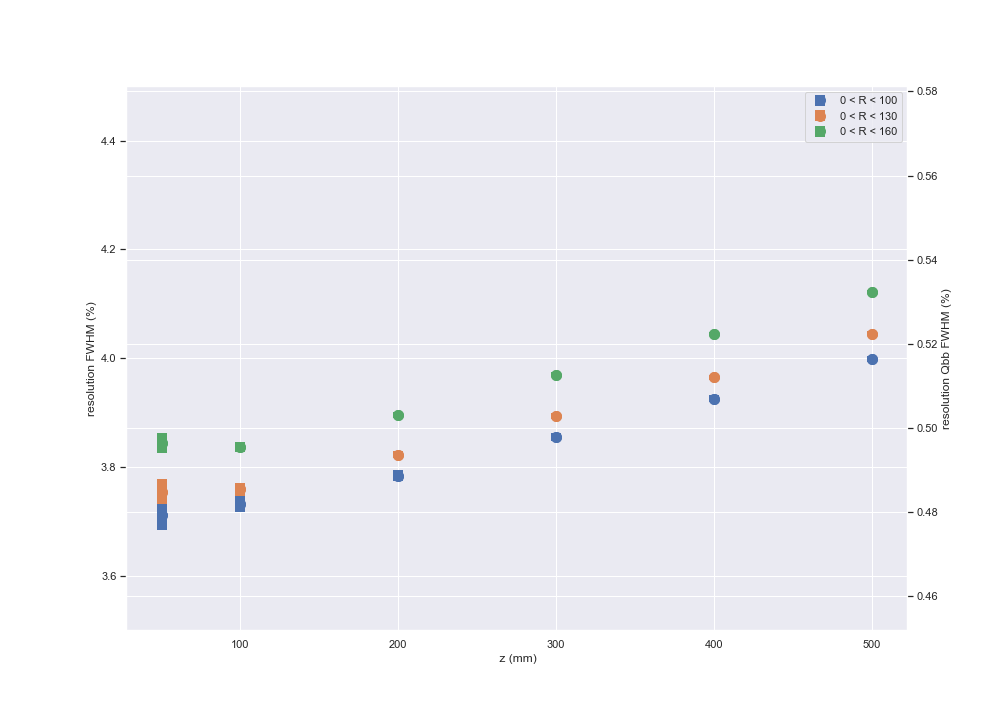 0 < R < 100
0 < R < 130
0 < R < 160
resolution FWHM (%)
4.4
4.2
4.0
3.8
3.6
0.58
0.56
0.54
0.52
0.50
0.48
0.46
resolution Qbb FWHM (%)
100
200
300
400
500
z (mm)